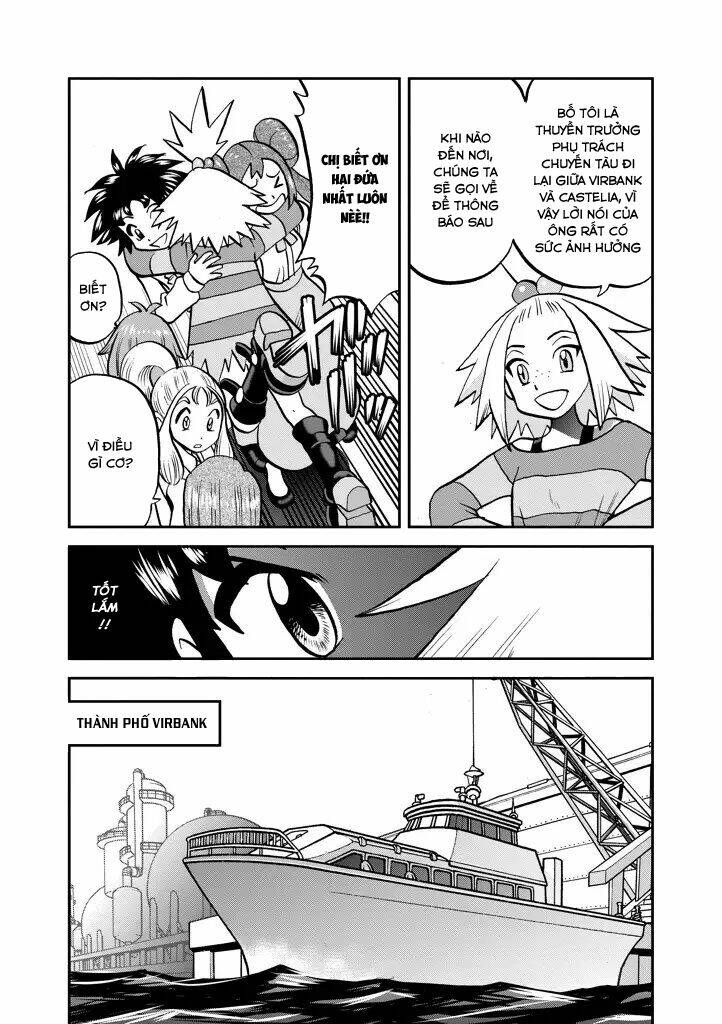 BỐ TÔI LÀ
THUYỀN TRƯỞNG
PHỤ TRÁCH
CHUYẾN TÀU ĐI
LẠI GIỮA VIRBANK
VÀ CASTELIA, VÌ
VẬY LỜI NÓI CỦA
ÔNG RẤT CÓ
SỨC ẢNH HƯỞNG
KHI NÀO
ĐẾN NƠI,
CHÚNG TA
SẼ GỌI VỀ
ĐỂ THÔNG
BÁO SAU
CHỊ BIẾT ƠN
HAI ĐỨA
NHẤT LUÔN
NÈÈ!!
BIẾT
ƠN?
VÌ ĐIỀU
GÌ CƠ?
TỐT
LẮM
!!
THÀNH PHỐ VIRBANK